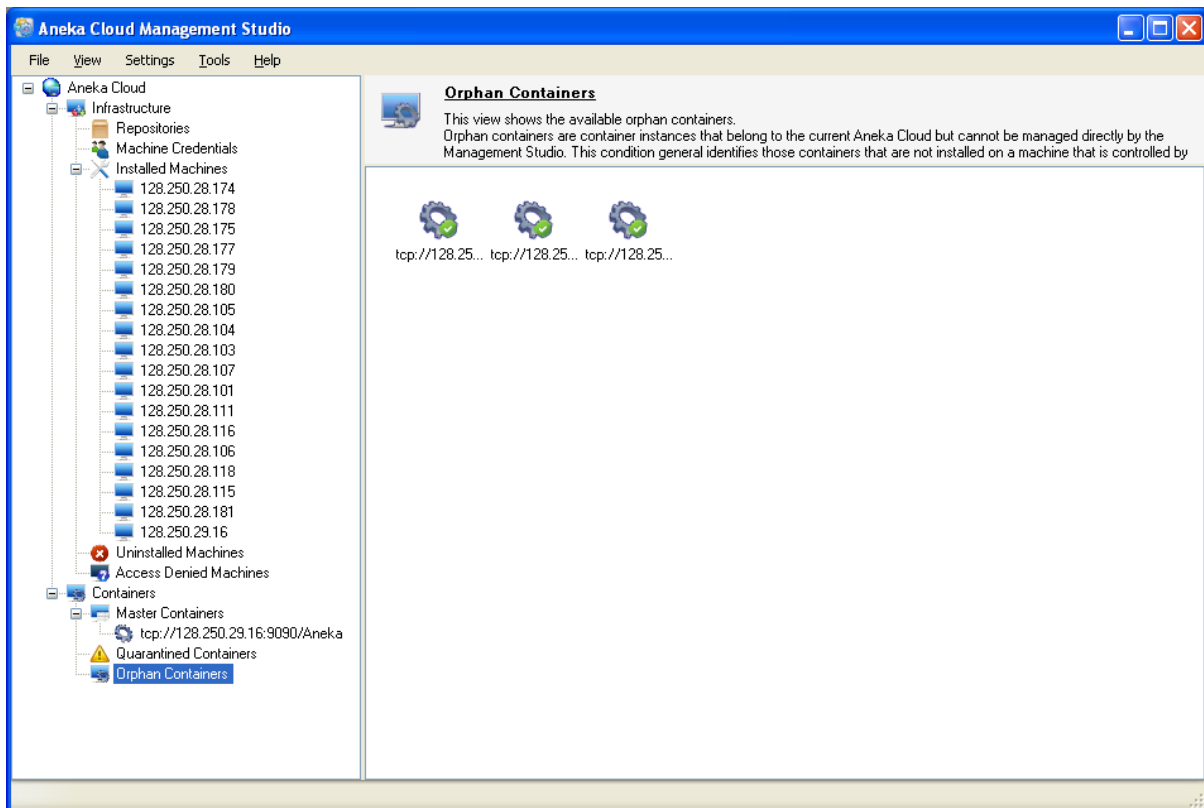 Aneka Cloud Management Studio
File View Settings Tools Help
Aneka Cloud
Infrastructure
Repositories
Machine Credentials
Installed Machines
128.250.28.174
128.250.28.178
128.250.28.175
128.250.28.177
128.250.28.179
128.250.28.180
128.250.28.105
128.250.28.104
128.250.28.103
128.250.28.107
128.250.28.101
128.250.28.111
128.250.28.116
128.250.28.106
128.250.28.118
128.250.28.115
128.250.28.181
128.250.29.16
Uninstalled Machines
Access Denied Machines
Containers
Master Containers
tcp://128.250.29.16:9090/Aneka
Quarantined Containers
Orphan Containers
Orphan Containers
This view shows the available orphan containers.
Orphan containers are container instances that belong to the current Aneka Cloud but cannot be managed directly by the
Management Studio. This condition general identifies those containers that are not installed on a machine that is controlled by
tcp://128.25... tcp://128.25... tcp://128.25...